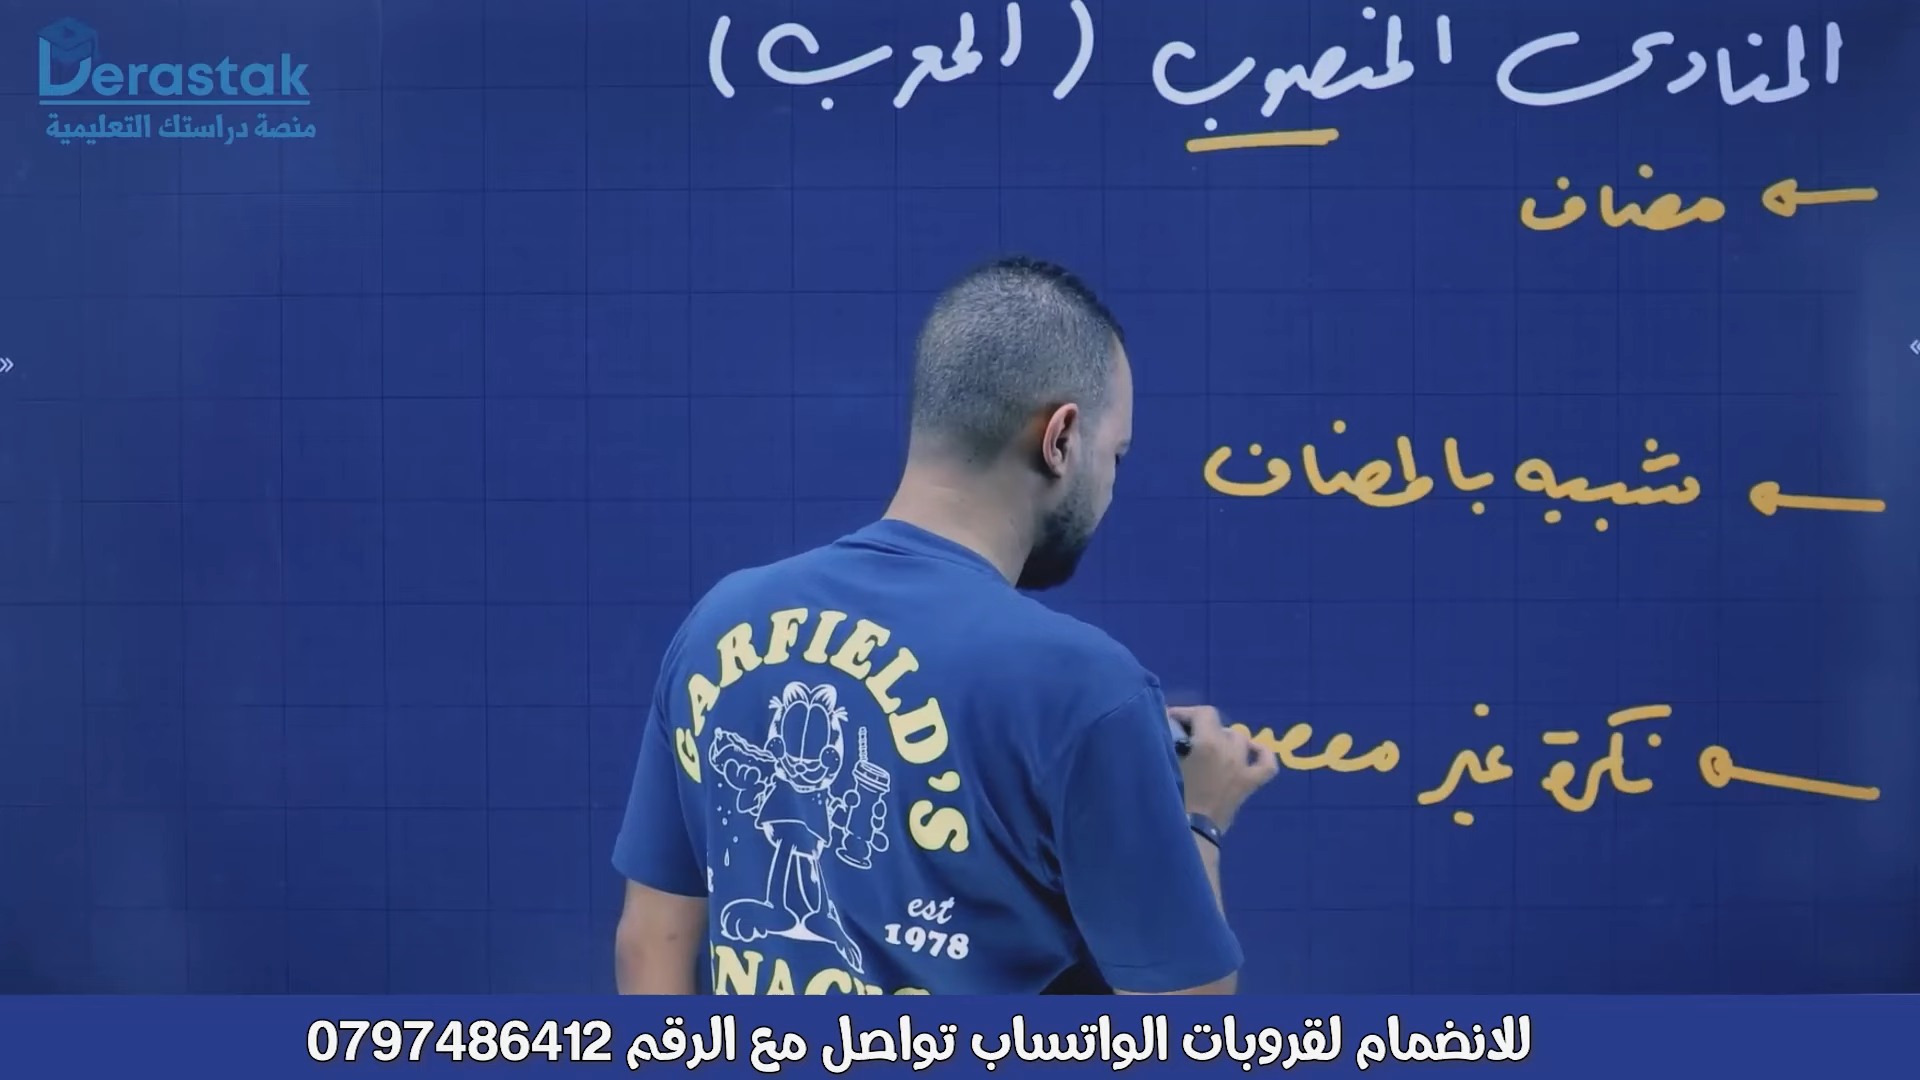 المنادى المنصوب (المعرب)
Derastak
منصة دراستك التعليمية
مضاف
شبيه بالمضاف
نكرة غير
GARFIELD'S
est
1978
للانضمام لقروبات الواتساب تواصل مع الرقم 0797486412